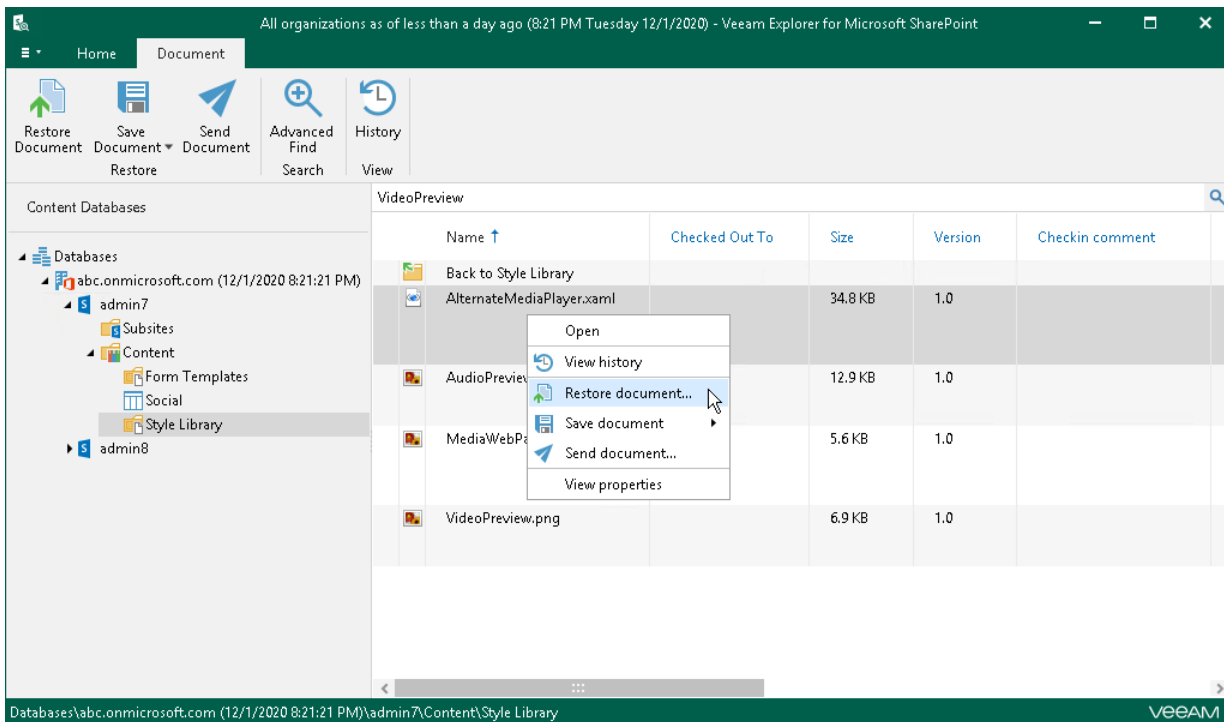 All organizations as of less than a day ago (8:21 PM Tuesday 12/1/2020) - Veeam Explorer for Microsoft SharePoint
Home Document
Restore Document
Save Document
Send Document
Advanced Find
History
Restore Search View
Content Databases
VideoPreview
Databases
abc.onmicrosoft.com (12/1/2020 8:21:21 PM)
admin7
Subsites
Content
Form Templates
Social
Style Library
admin8
Name Checked Out To Size Version Checkin comment
Back to Style Library
AlternateMediaPlayer.xaml 34.8 KB 1.0
AudioPreview 12.9 KB 1.0
MediaWebPa 5.6 KB 1.0
VideoPreview.png 6.9 KB 1.0
Open
View history
Restore document...
Save document
Send document...
View properties
Databases\abc.onmicrosoft.com (12/1/2020 8:21:21 PM)\admin7\Content\Style Library
VEEAM